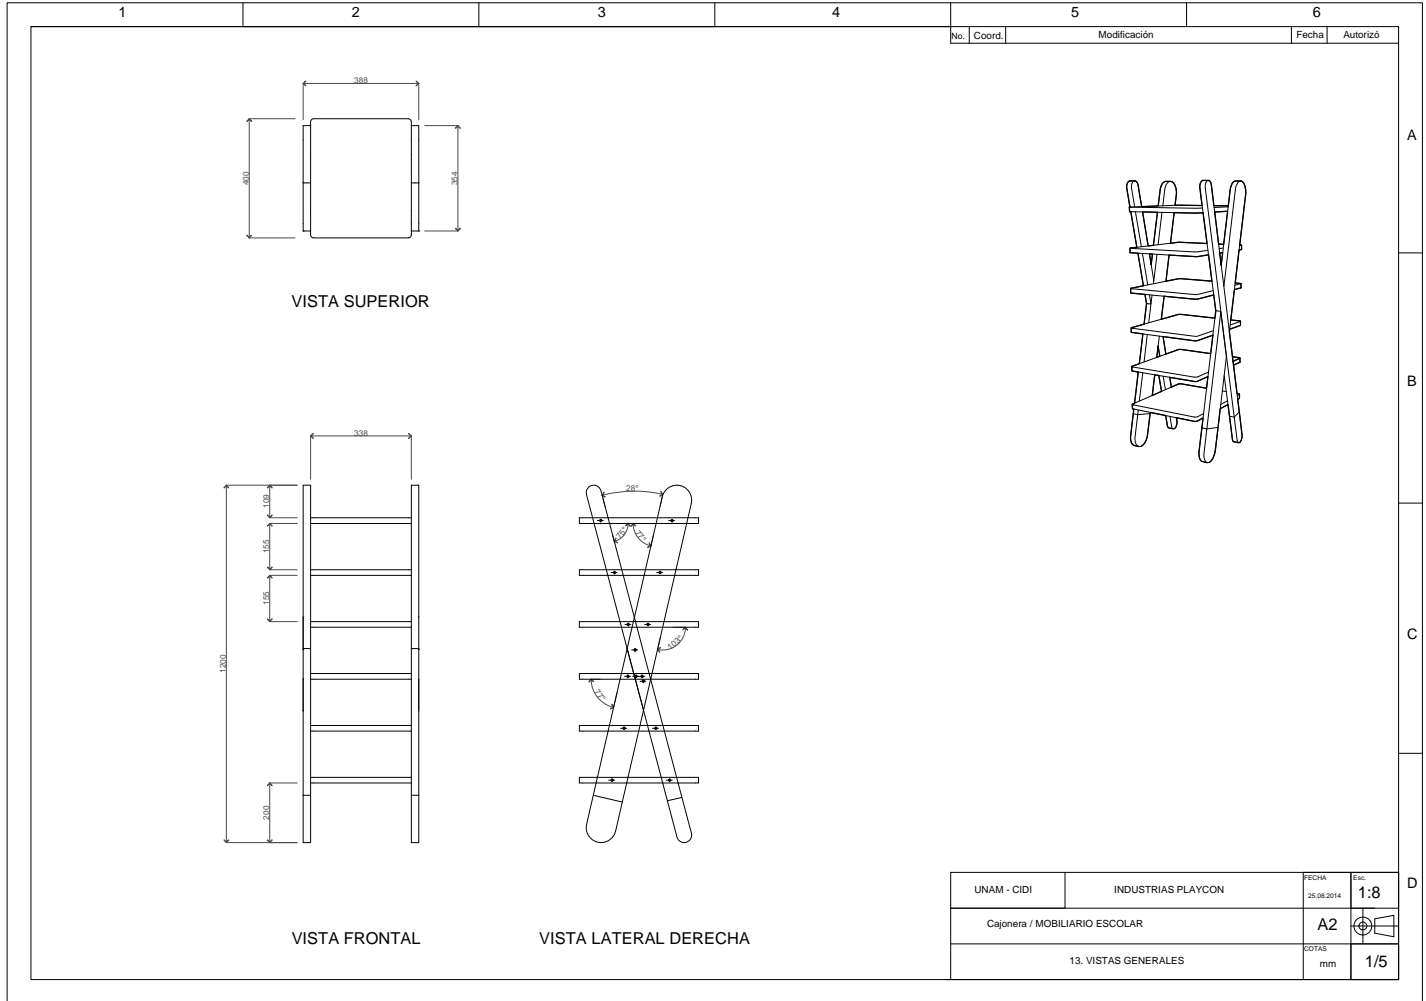 1 2 3 4 5 6
No. Coord. Modificación Fecha Autorizó
A
B
C
D
388
400
354
VISTA SUPERIOR
338
109
155
155
1200
200
28°
75°
77°
103°
77°
VISTA FRONTAL
VISTA LATERAL DERECHA
UNAM - CIDI
INDUSTRIAS PLAYCON
FECHA
25.08.2014
Esc.
1:8
Cajonera / MOBILIARIO ESCOLAR
A2
13. VISTAS GENERALES
COTAS
mm
1/5